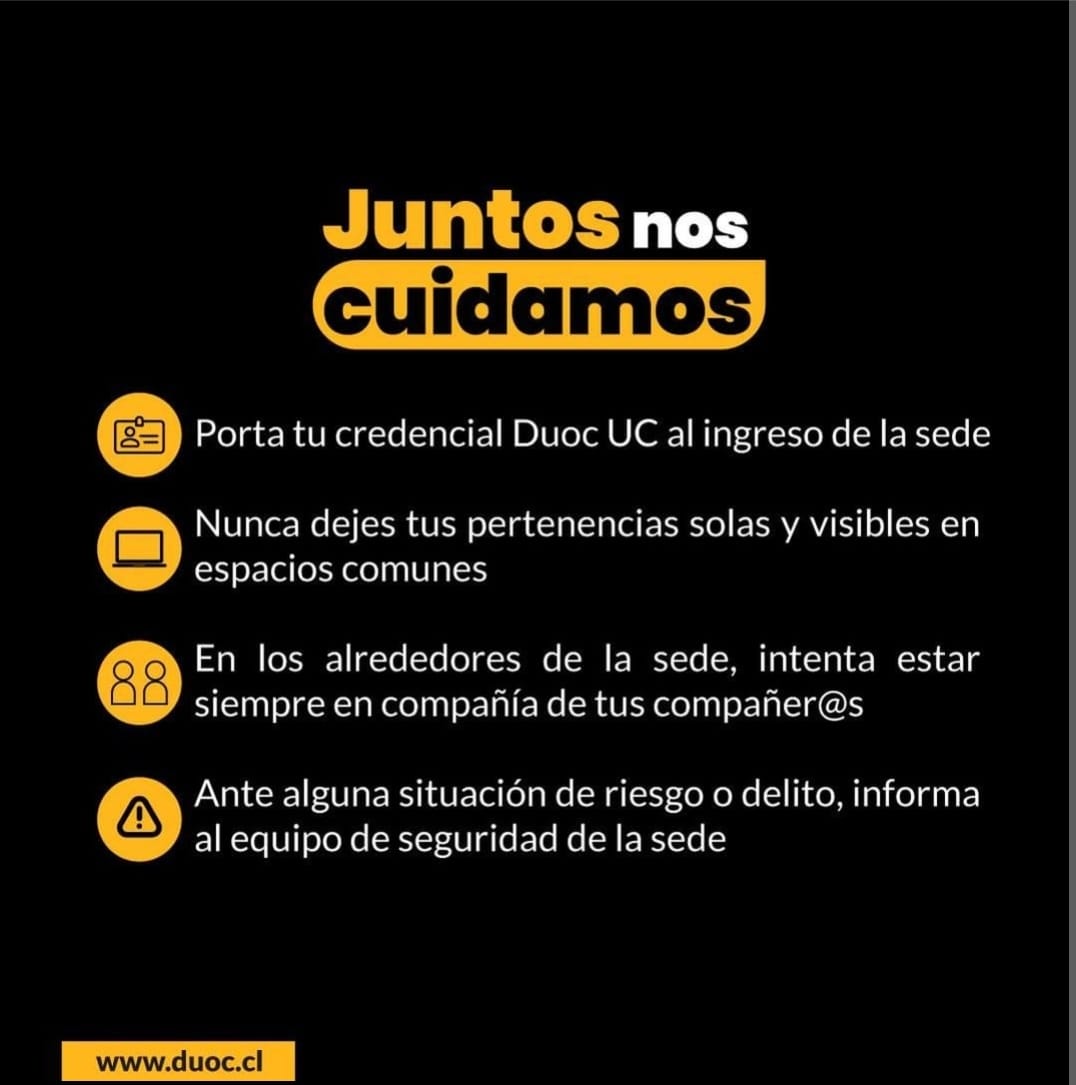 Juntos nos
cuidamos
Porta tu credencial Duoc UC al ingreso de la sede
Nunca dejes tus pertenencias solas y visibles en
espacios comunes
En los alrededores de la sede, intenta estar
siempre en compañía de tus compañer@s
Ante alguna situación de riesgo o delito, informa
al equipo de seguridad de la sede
www.duoc.cl